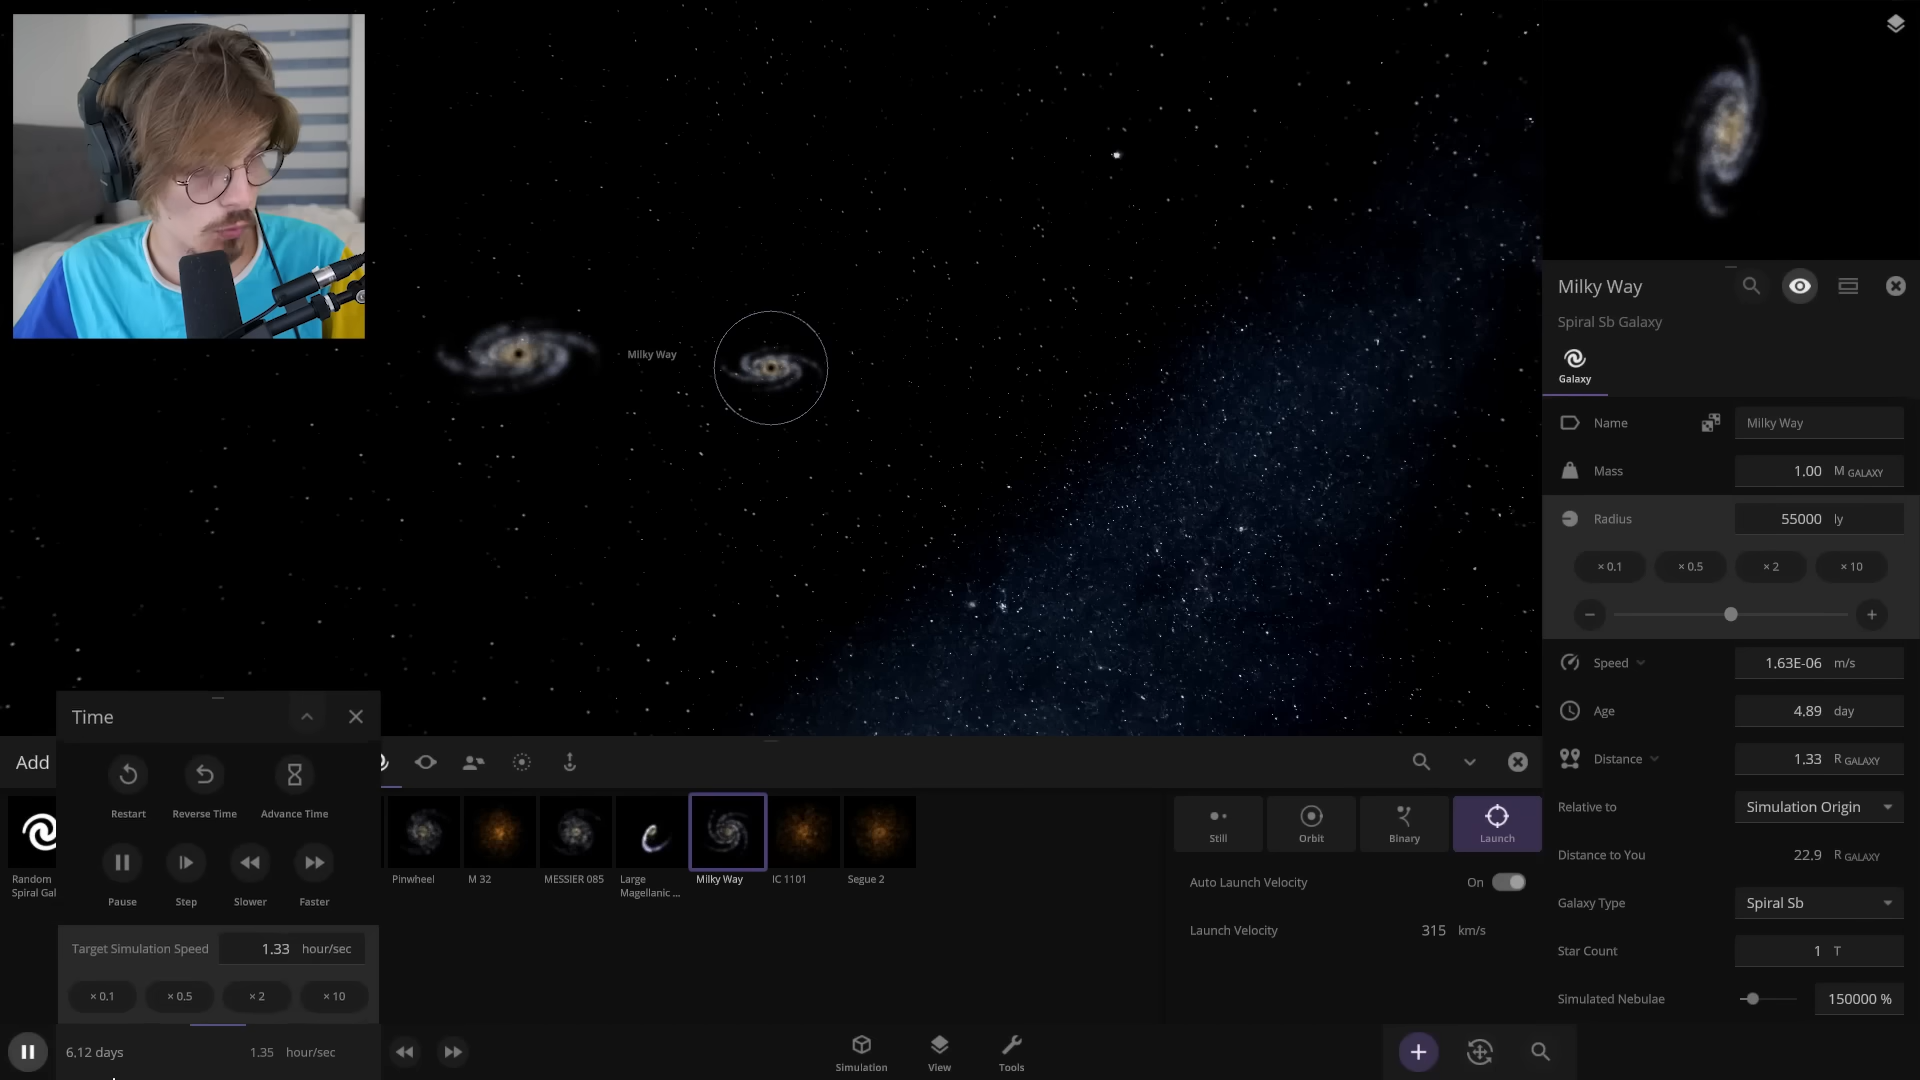 Milky Way
Milky Way
Spiral Sb Galaxy
Galaxy
Name
Milky Way
Mass
1.00 M GALAXY
Radius
55000 ly
× 0.1 × 0.5 × 2 × 10
Speed
1.63E-06 m/s
Age
4.89 day
Distance
1.33 R GALAXY
Relative to
Simulation Origin
Distance to You
22.9 R GALAXY
Galaxy Type
Spiral Sb
Star Count
1 T
Simulated Nebulae
150000 %
Time
Restart Reverse Time Advance Time
Pause Step Slower Faster
Target Simulation Speed 1.33 hour/sec
× 0.1 × 0.5 × 2 × 10
6.12 days 1.35 hour/sec
Add
Random
Spiral Gal
Pinwheel
M 32
MESSIER 085
Large
Magellanic ...
Milky Way
IC 1101
Segue 2
Still Orbit Binary Launch
Auto Launch Velocity On
Launch Velocity 315 km/s
Simulation View Tools